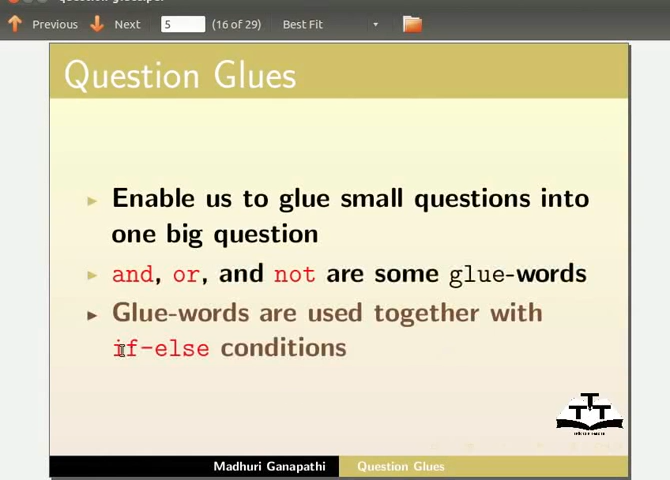 Previous Next 5 (16 of 29) Best Fit
Question Glues
Enable us to glue small questions into
one big question
and, or, and not are some glue-words
Glue-words are used together with
if-else conditions
TTT
Madhuri Ganapathi Question Glues